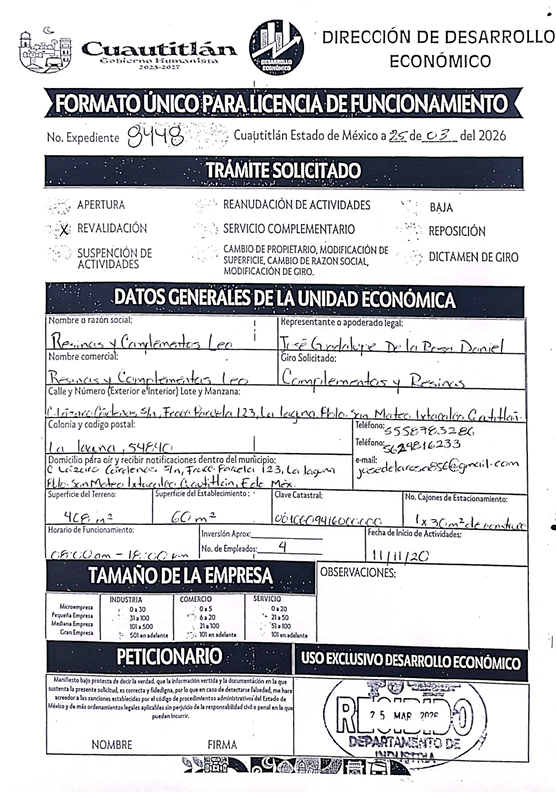 Cuautitlán
Gobierno Humanista
2025-2027
DESARROLLO ECONÓMICO
DIRECCIÓN DE DESARROLLO
ECONÓMICO
FORMATO ÚNICO PARA LICENCIA DE FUNCIONAMIENTO
No. Expediente 9448 Cuautitlán Estado de México a 25 de 03 del 2026
TRÁMITE SOLICITADO
APERTURA REANUDACIÓN DE ACTIVIDADES BAJA
X REVALIDACIÓN SERVICIO COMPLEMENTARIO REPOSICIÓN
SUSPENCIÓN DE ACTIVIDADES CAMBIO DE PROPIETARIO, MODIFICACIÓN DE SUPERFICIE, CAMBIO DE RAZON SOCIAL, MODIFICACIÓN DE GIRO. DICTAMEN DE GIRO
DATOS GENERALES DE LA UNIDAD ECONÓMICA
Nombre o razón social: Representante o apoderado legal:
Resinas y Complementos Leo José Guadalupe De la Rosa Daniel
Nombre comercial: Giro Solicitado:
Resinas y Complementos Leo Complementos y Resinas
Calle y Número (Exterior e Interior) Lote y Manzana:
C Lázaro Cárdenas S/n, Fracc Parcela 123, La laguna, Pblo. San Mateo Ixtacalco Cautitlán.
Colonia y codigo postal: Teléfono: 5558783286
La laguna, 54840 Teléfono: 5624816233
Domicilio péra oír y recibir notificaciones dentro del municipio: e-mail:
C Lázaro Cárdenas S/n, Fracc Parcela 123, La laguna josedelarosa856@gmail.com
Pblo. San Mateo Ixtacalco Cautitlán, Edo Méx.
Superficie del Terreno: Superficie del Establecimiento: Clave Catastral: No. Cajones de Estacionamiento:
408 m² 60 m² 1 x 30m² de constru
Horario de Funcionamiento: Inversión Aprox: Fecha de Inicio de Actividades:
08:00am - 18:00 pm No. de Empleados: 4 11/11/20
TAMAÑO DE LA EMPRESA OBSERVACIONES:
INDUSTRIA COMERCIO SERVICIO
Microempresa 0 a 30 0 a 5 0 a 20
Pequeña Empresa 31 a 100 6 a 20 21 a 50
Mediana Empresa 101 a 500 21 a 100 51 a 100
Gran Empresa 501 en adelante 101 en adelante 101 en adelante
PETICIONARIO USO EXCLUSIVO DESARROLLO ECONÓMICO
Manifiesto bajo protesta de decir la verdad. que la información vertida y la documentación en la que
sustenta la presente solicitud, es correcta y fidedigna, por lo que en caso de detectarse falsedad, me hare
acreedor a las sanciones establecidas por el código de procedimientos administrativos del Estado de
México y de mas ordenamientos legales aplicables sin perjuicio de la responsabilidad civil o penal en la que
puedan incurrir.
RECIBIDO
25 MAR 2026
DEPARTAMENTO DE
INDUSTRIA
NOMBRE FIRMA